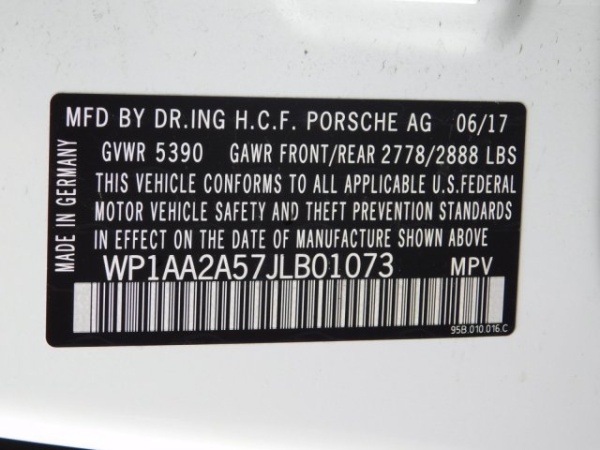 MFD BY DR.ING H.C.F. PORSCHE AG 06/17
GVWR 5390 GAWR FRONT/REAR 2778/2888 LBS
THIS VEHICLE CONFORMS TO ALL APPLICABLE U.S.FEDERAL
MOTOR VEHICLE SAFETY AND THEFT PREVENTION STANDARDS
IN EFFECT ON THE DATE OF MANUFACTURE SHOWN ABOVE
WP1AA2A57JLB01073 MPV
95B.010.016.C
MADE IN GERMANY